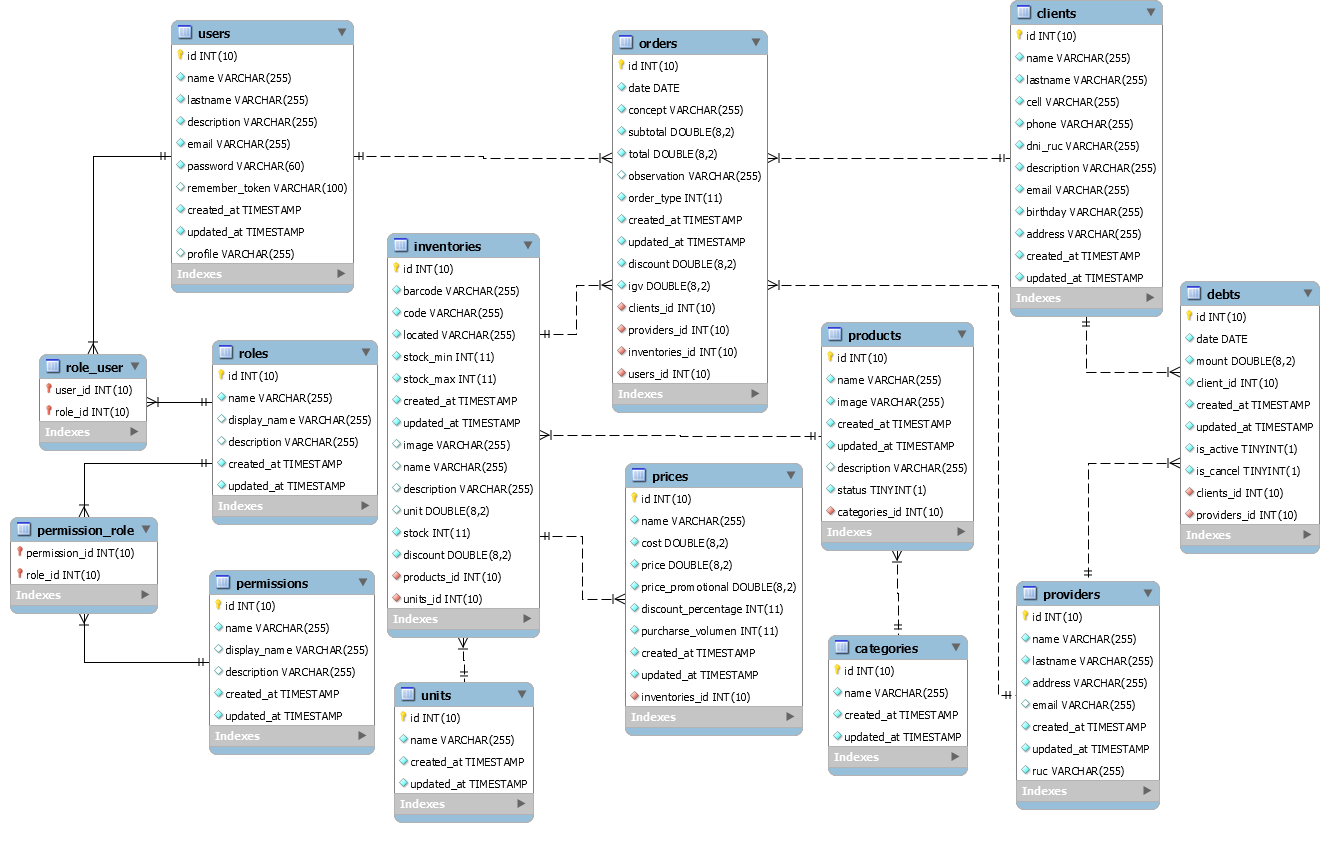 users
id INT(10)
name VARCHAR(255)
lastname VARCHAR(255)
description VARCHAR(255)
email VARCHAR(255)
password VARCHAR(60)
remember_token VARCHAR(100)
created_at TIMESTAMP
updated_at TIMESTAMP
profile VARCHAR(255)
Indexes
orders
id INT(10)
date DATE
concept VARCHAR(255)
subtotal DOUBLE(8,2)
total DOUBLE(8,2)
observation VARCHAR(255)
order_type INT(11)
created_at TIMESTAMP
updated_at TIMESTAMP
discount DOUBLE(8,2)
igv DOUBLE(8,2)
clients_id INT(10)
providers_id INT(10)
inventories_id INT(10)
users_id INT(10)
Indexes
clients
id INT(10)
name VARCHAR(255)
lastname VARCHAR(255)
cell VARCHAR(255)
phone VARCHAR(255)
dni_ruc VARCHAR(255)
description VARCHAR(255)
email VARCHAR(255)
birthday VARCHAR(255)
address VARCHAR(255)
created_at TIMESTAMP
updated_at TIMESTAMP
Indexes
inventories
id INT(10)
barcode VARCHAR(255)
code VARCHAR(255)
located VARCHAR(255)
stock_min INT(11)
stock_max INT(11)
created_at TIMESTAMP
updated_at TIMESTAMP
image VARCHAR(255)
name VARCHAR(255)
description VARCHAR(255)
unit DOUBLE(8,2)
stock INT(11)
discount DOUBLE(8,2)
products_id INT(10)
units_id INT(10)
Indexes
debts
id INT(10)
date DATE
mount DOUBLE(8,2)
client_id INT(10)
created_at TIMESTAMP
updated_at TIMESTAMP
is_active TINYINT(1)
is_cancel TINYINT(1)
clients_id INT(10)
providers_id INT(10)
Indexes
role_user
user_id INT(10)
role_id INT(10)
Indexes
roles
id INT(10)
name VARCHAR(255)
display_name VARCHAR(255)
description VARCHAR(255)
created_at TIMESTAMP
updated_at TIMESTAMP
Indexes
products
id INT(10)
name VARCHAR(255)
image VARCHAR(255)
created_at TIMESTAMP
updated_at TIMESTAMP
description VARCHAR(255)
status TINYINT(1)
categories_id INT(10)
Indexes
prices
id INT(10)
name VARCHAR(255)
cost DOUBLE(8,2)
price DOUBLE(8,2)
price_promotional DOUBLE(8,2)
discount_percentage INT(11)
purcharse_volumen INT(11)
created_at TIMESTAMP
updated_at TIMESTAMP
inventories_id INT(10)
Indexes
permission_role
permission_id INT(10)
role_id INT(10)
Indexes
permissions
id INT(10)
name VARCHAR(255)
display_name VARCHAR(255)
description VARCHAR(255)
created_at TIMESTAMP
updated_at TIMESTAMP
Indexes
providers
id INT(10)
name VARCHAR(255)
lastname VARCHAR(255)
address VARCHAR(255)
email VARCHAR(255)
created_at TIMESTAMP
updated_at TIMESTAMP
ruc VARCHAR(255)
Indexes
categories
id INT(10)
name VARCHAR(255)
created_at TIMESTAMP
updated_at TIMESTAMP
Indexes
units
id INT(10)
name VARCHAR(255)
created_at TIMESTAMP
updated_at TIMESTAMP
Indexes